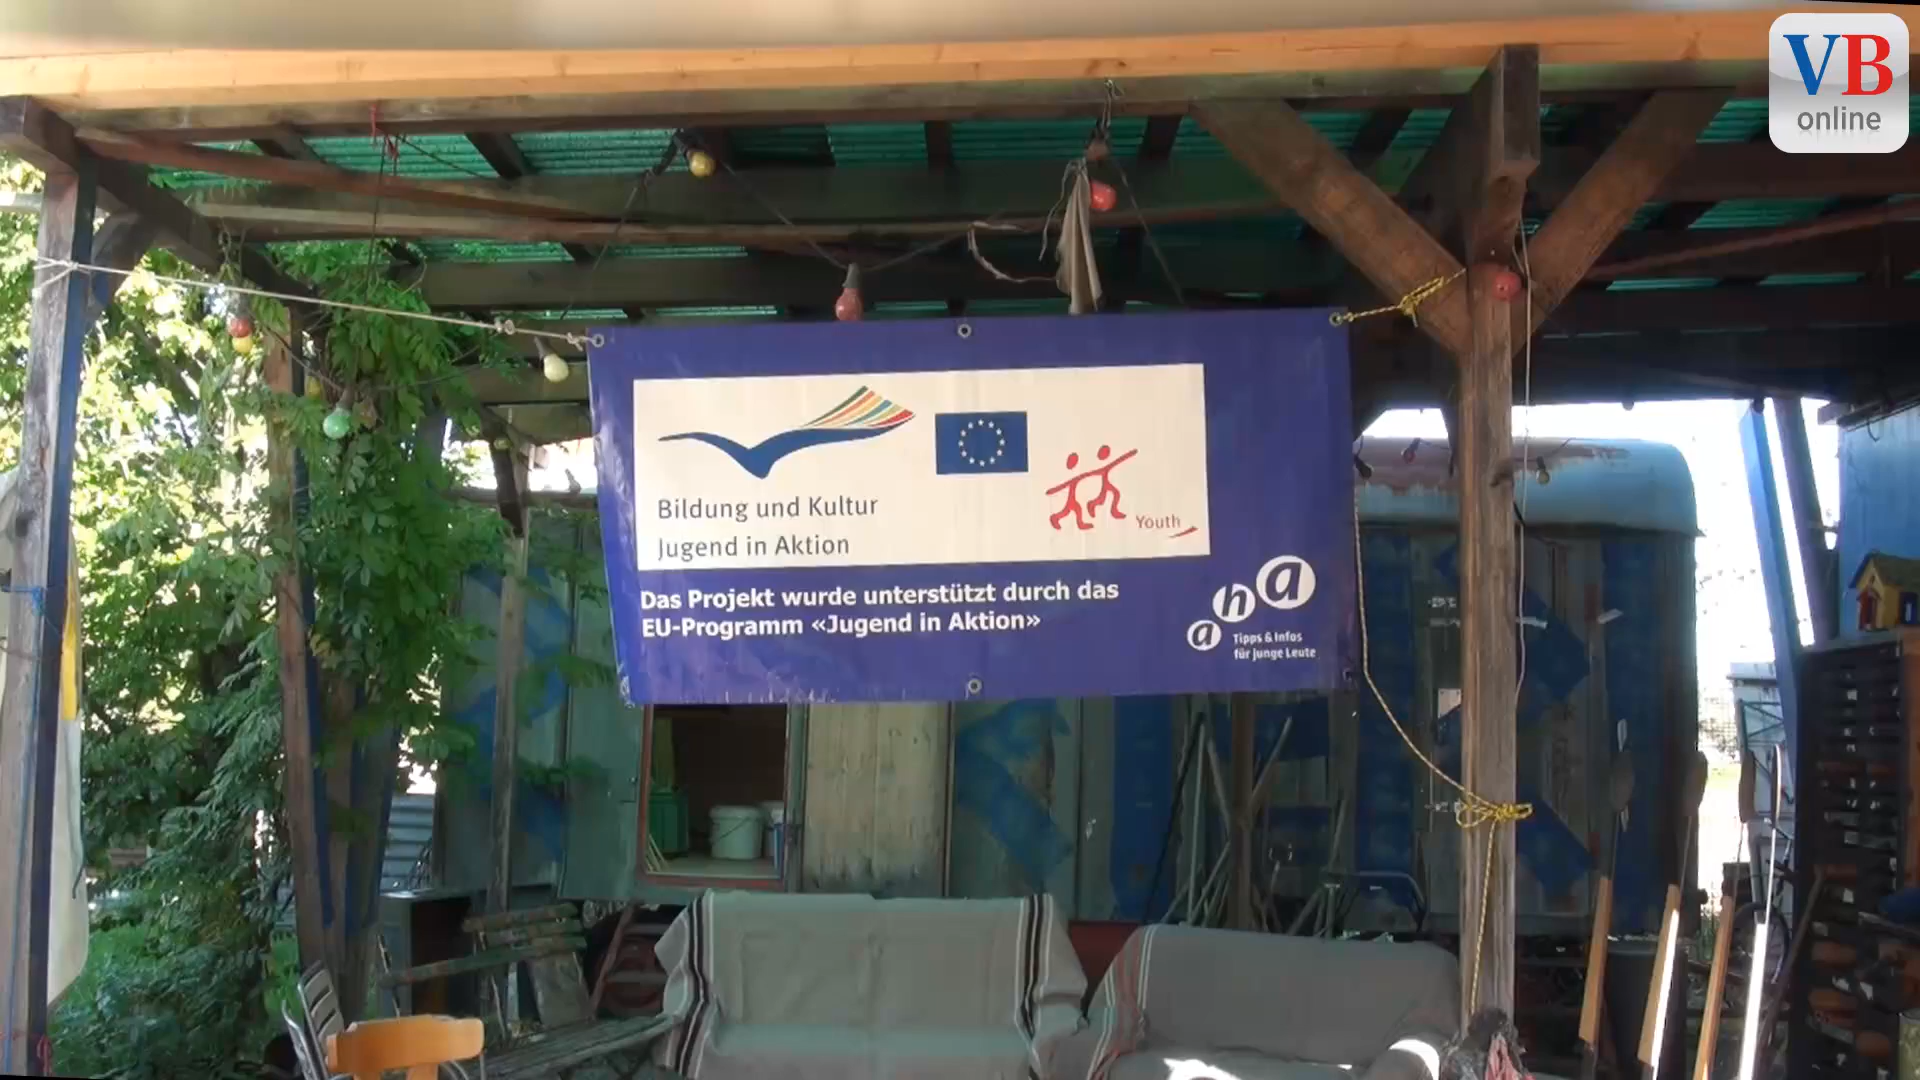 VB
online
Bildung und Kultur
Jugend in Aktion
Youth
Das Projekt wurde unterstützt durch das
EU-Programm «Jugend in Aktion»
aha
Tipps & Infos
für junge Leute